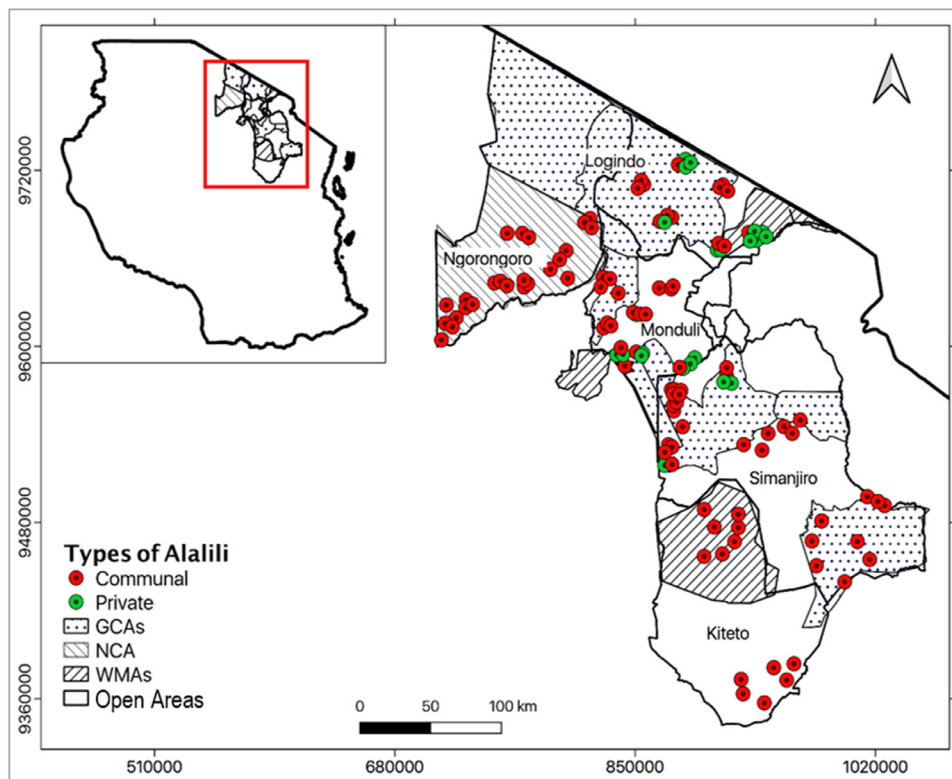 9720000
9600000
9480000
9360000
Logindo
Ngorongoro
Monduli
Simanjiro
Kiteto
Types of Alalili
Communal
Private
GCAs
NCA
WMAs
Open Areas
0 50 100 km
510000 680000 850000 1020000